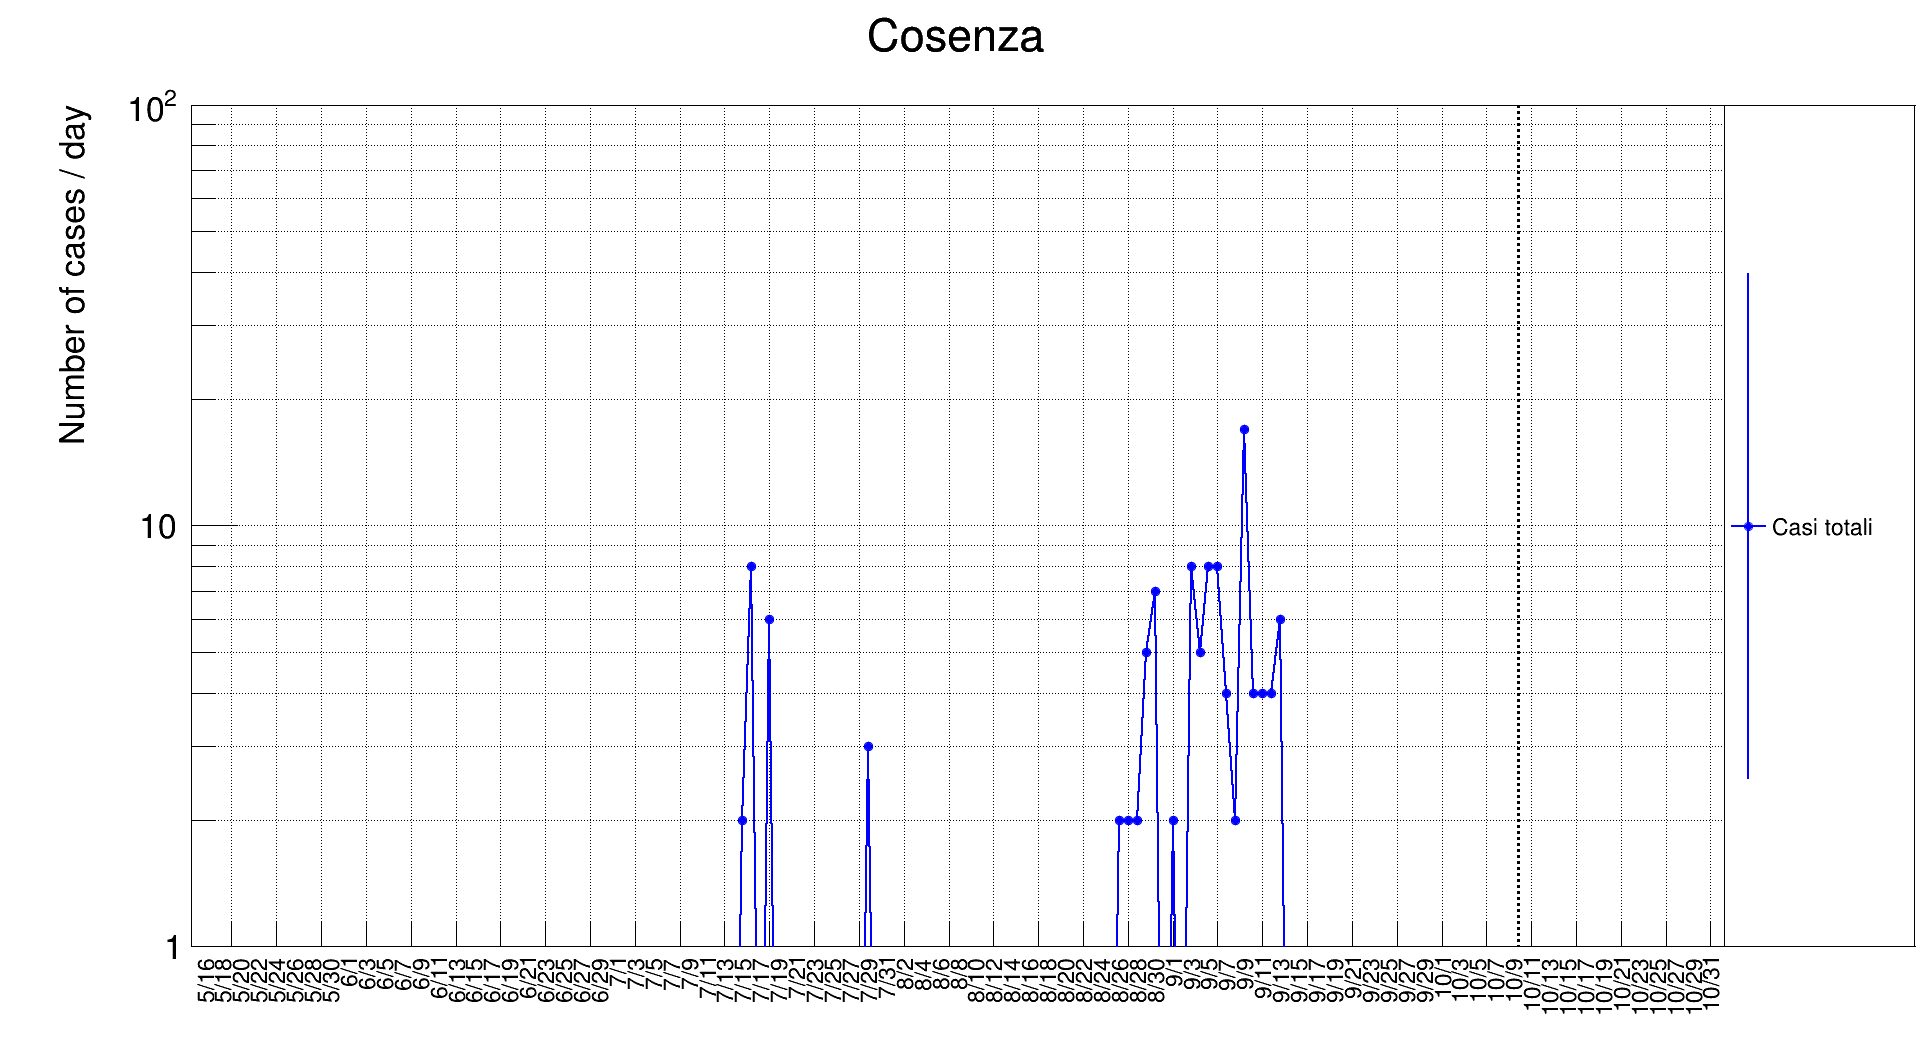 Cosenza
Number of cases / day
10²
10
1
5/16 5/18 5/20 5/22 5/24 5/26 5/28 5/30 6/1 6/3 6/5 6/7 6/9 6/11 6/13 6/15 6/17 6/19 6/21 6/23 6/25 6/27 6/29 7/1 7/3 7/5 7/7 7/9 7/11 7/13 7/15 7/17 7/19 7/21 7/23 7/25 7/27 7/29 7/31 8/2 8/4 8/6 8/8 8/10 8/12 8/14 8/16 8/18 8/20 8/22 8/24 8/26 8/28 8/30 9/1 9/3 9/5 9/7 9/9 9/11 9/13 9/15 9/17 9/19 9/21 9/23 9/25 9/27 9/29 10/1 10/3 10/5 10/7 10/9 10/11 10/13 10/15 10/17 10/19 10/21 10/23 10/25 10/27 10/29 10/31
Casi totali